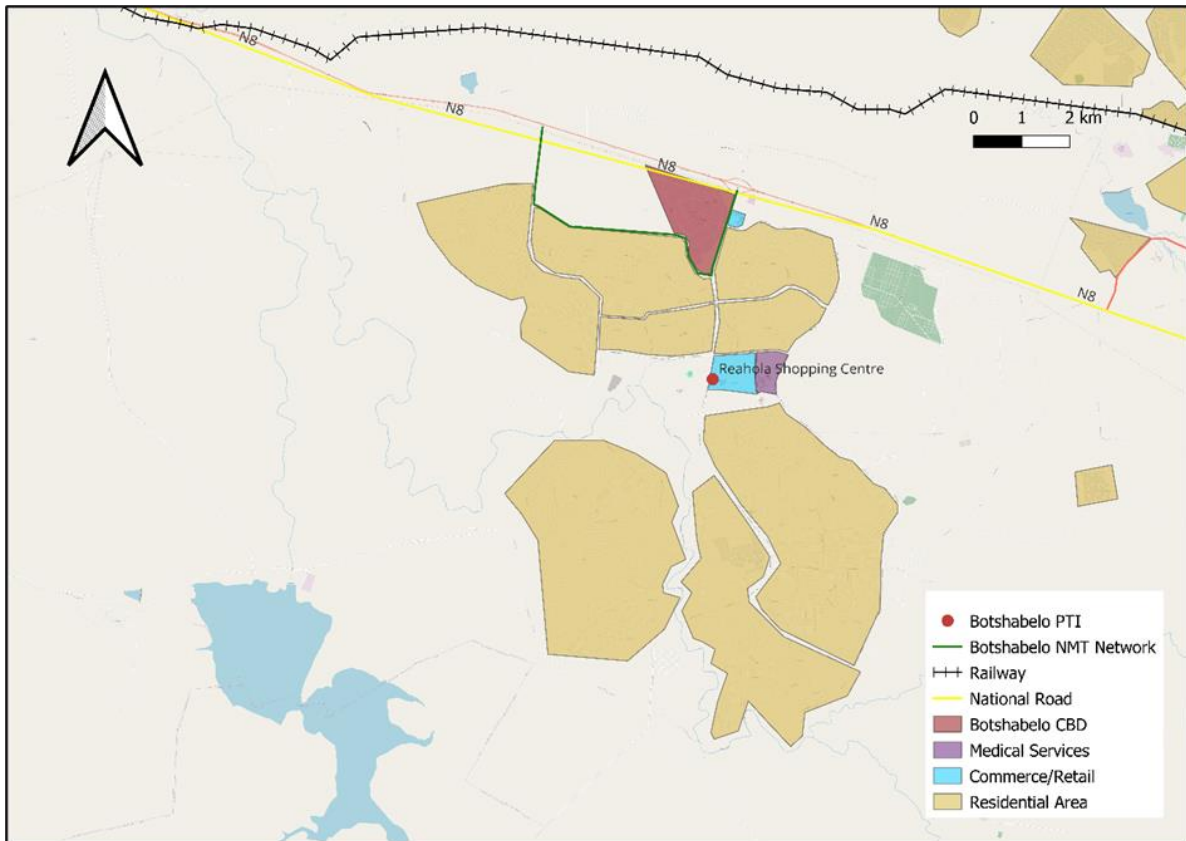 N8
N8
N8
N8
N8
0 1 2 km
Reahola Shopping Centre
Botshabelo PTI
Botshabelo NMT Network
Railway
National Road
Botshabelo CBD
Medical Services
Commerce/Retail
Residential Area